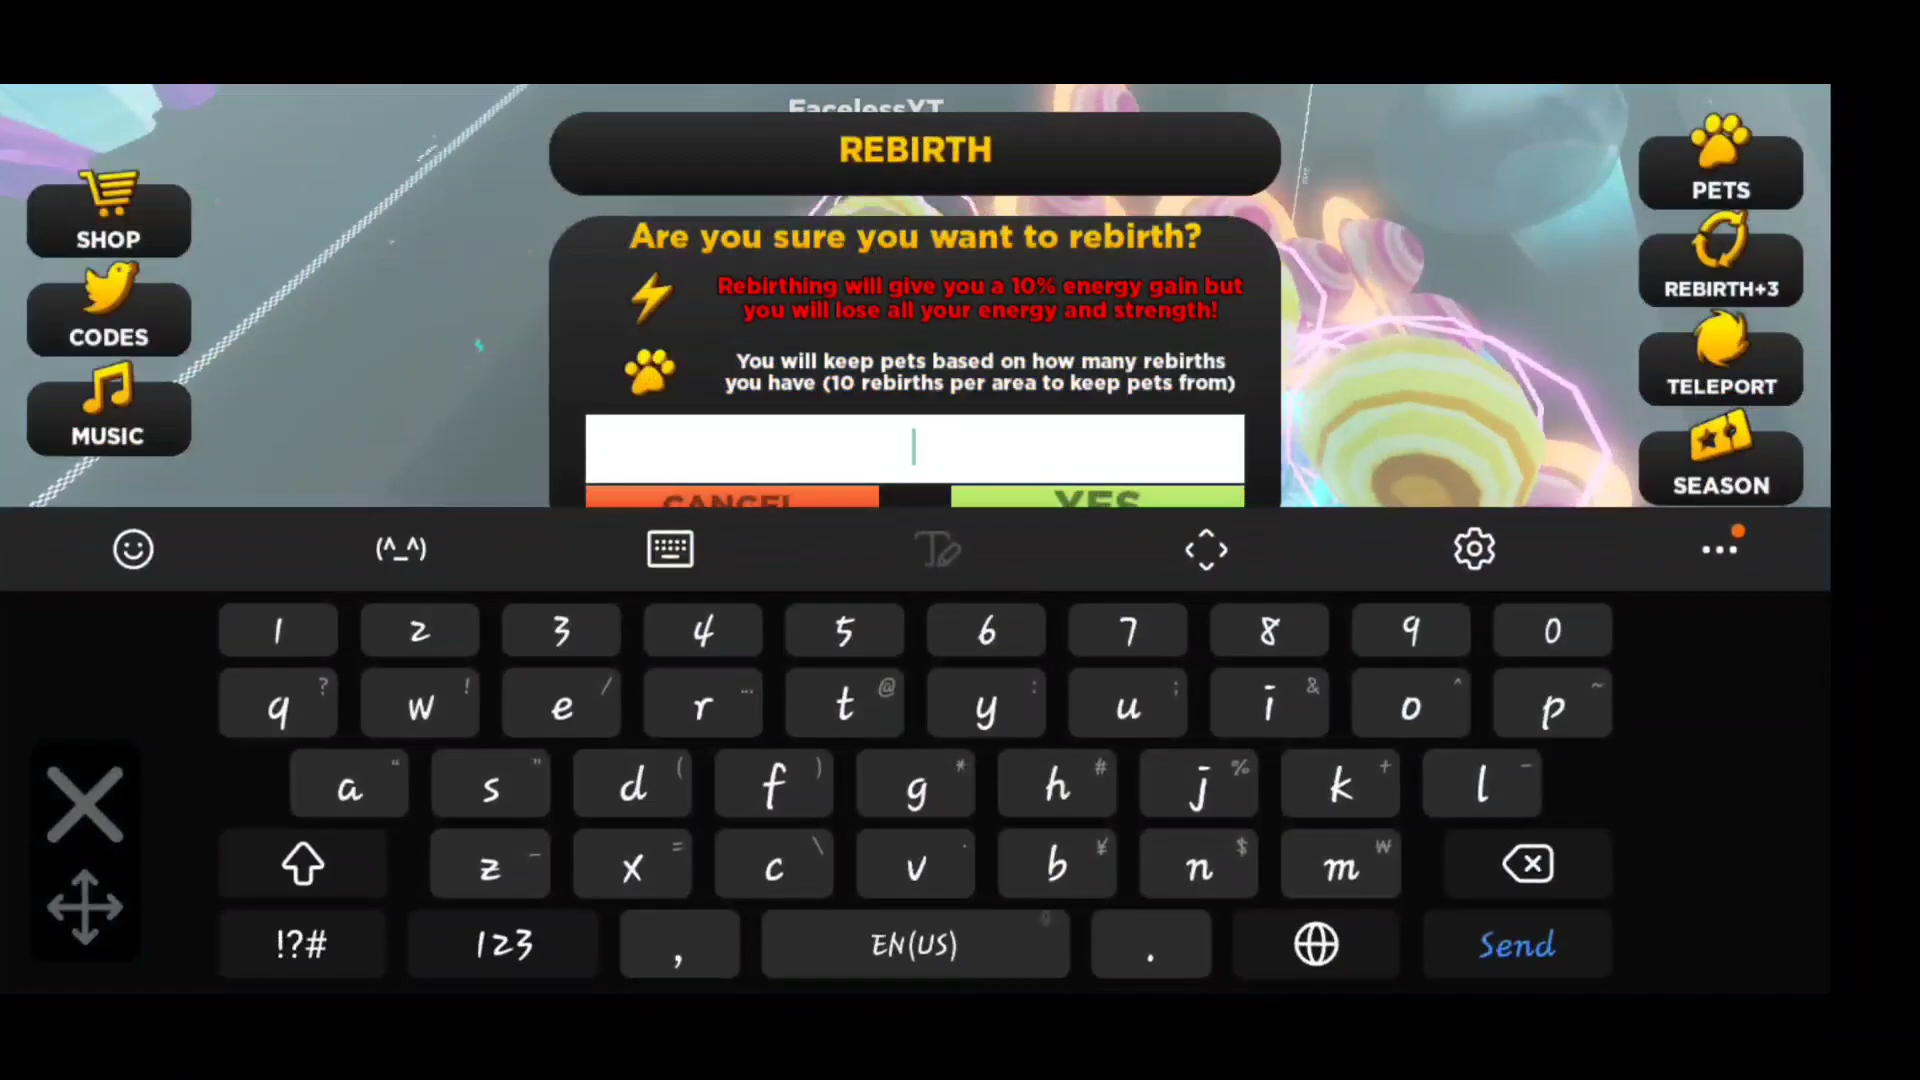 FacelessYT
REBIRTH
Are you sure you want to rebirth?
Rebirthing will give you a 10% energy gain but
you will lose all your energy and strength!
You will keep pets based on how many rebirths
you have (10 rebirths per area to keep pets from)
CANCEL YES
SHOP
CODES
MUSIC
PETS
REBIRTH+3
TELEPORT
SEASON
(^_^)
1 2 3 4 5 6 7 8 9 0
q ? w ! e / r ... t @ y : u ; i & o ^ p ~
a “ s " d ( f ) g * h # j % k + l -
z _ x = c \ v · b ¥ n $ m ₩
!?# 123 , EN(US) . Send